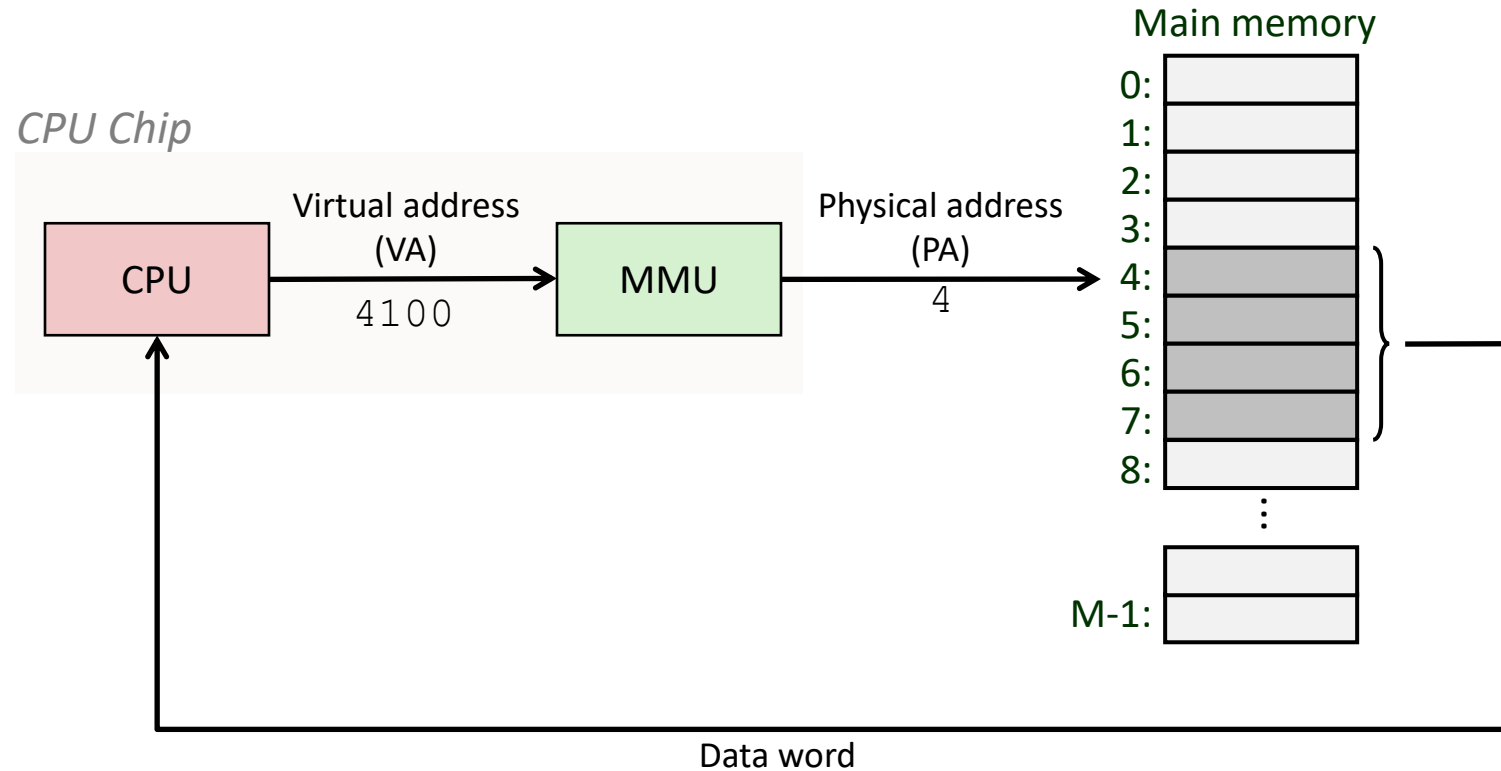 Main memory
CPU Chip
Virtual address
(VA)
4100
CPU
MMU
Physical address
(PA)
4
0:
1:
2:
3:
4:
5:
6:
7:
8:
...
M-1:
Data word